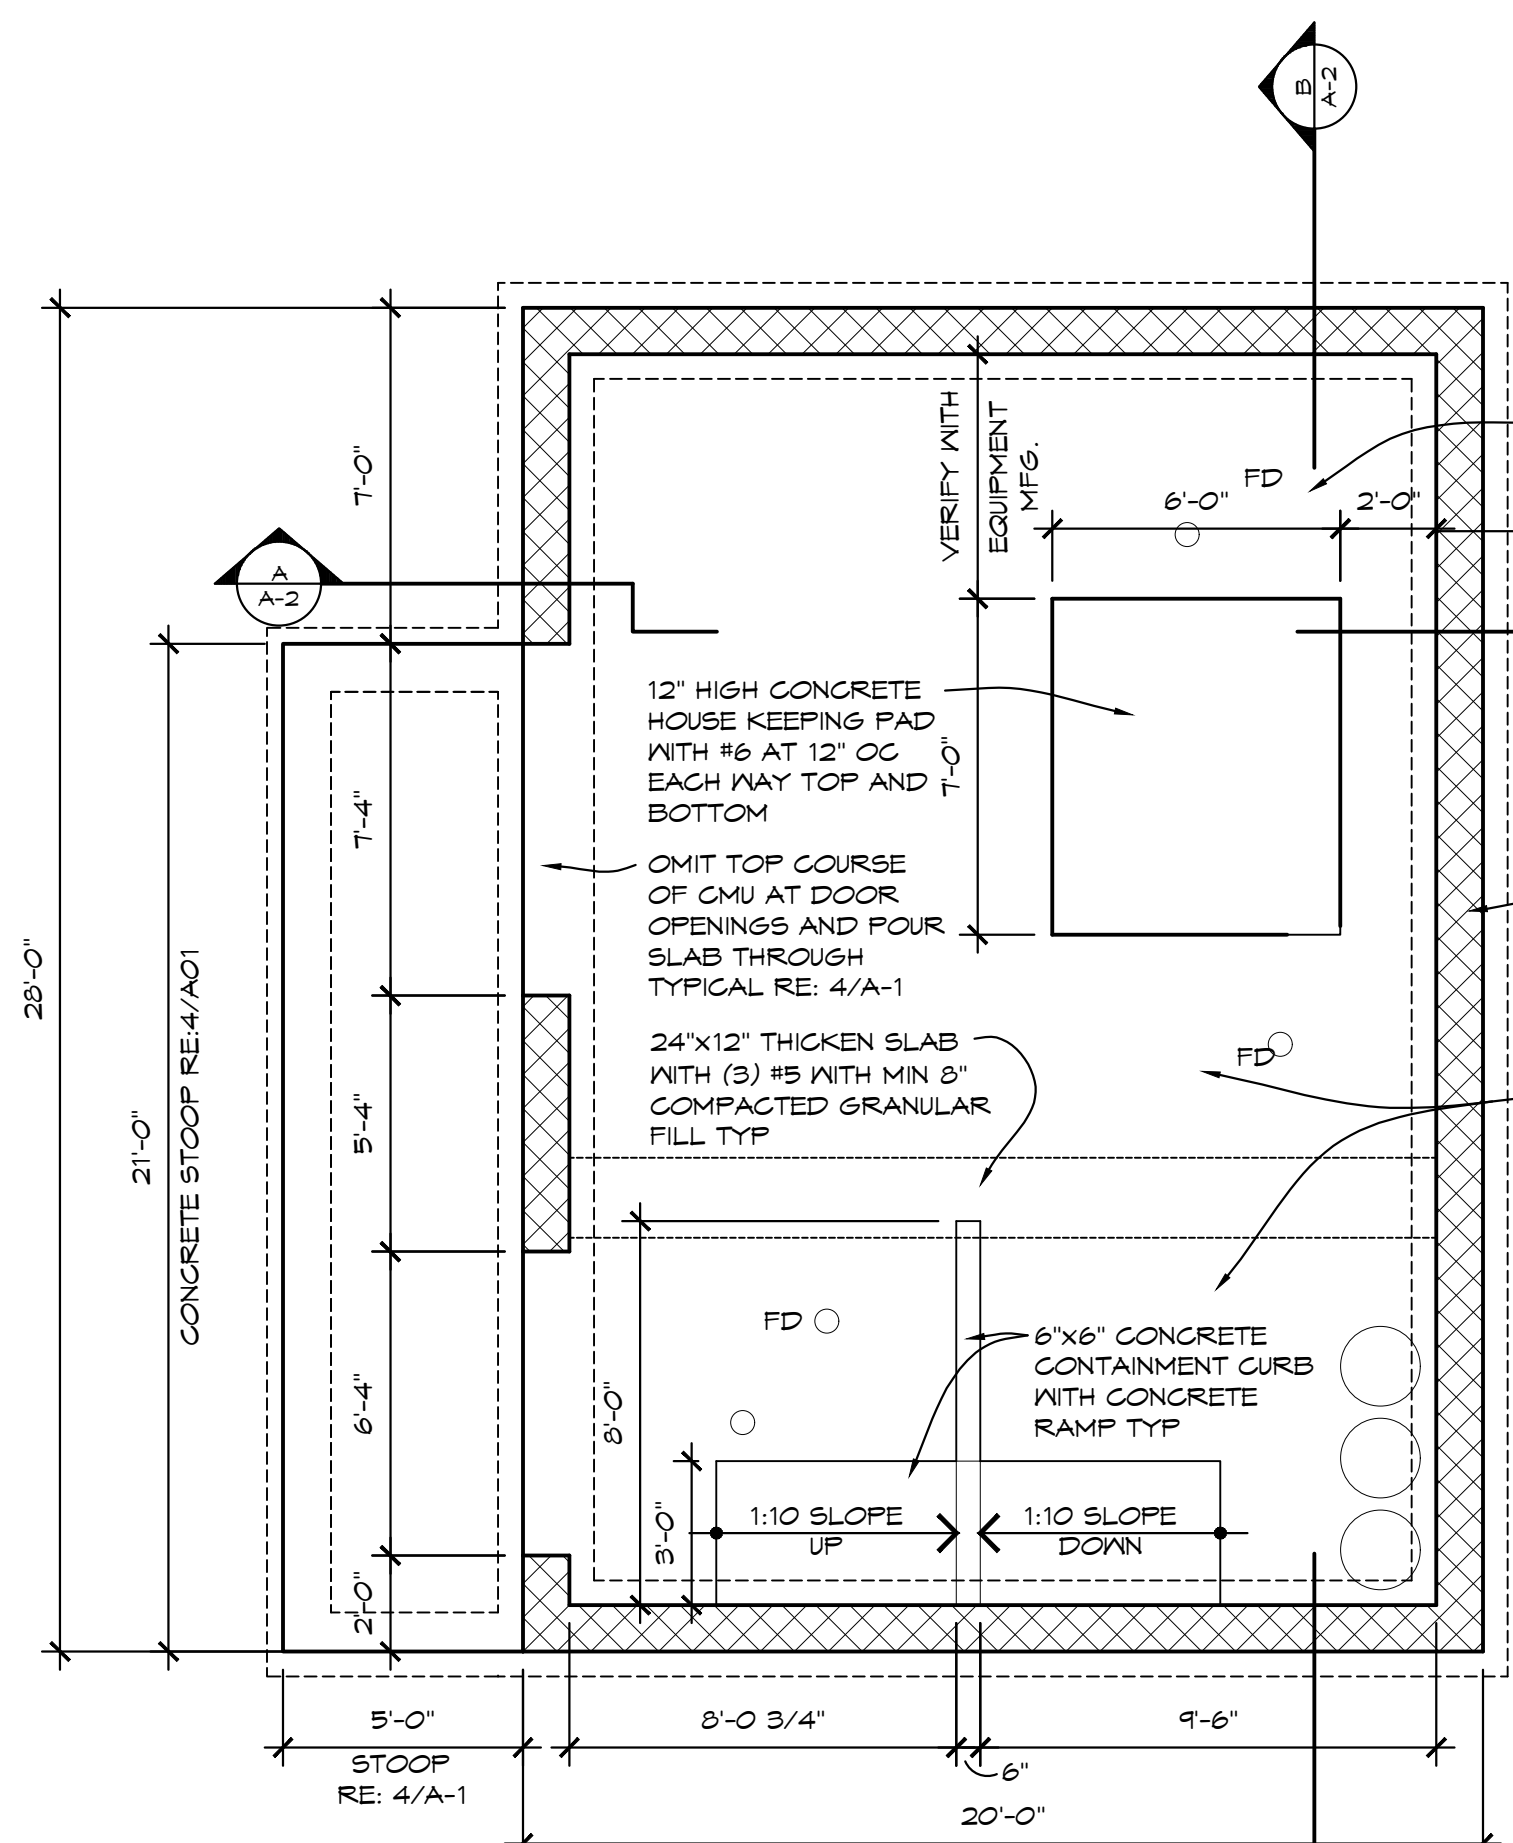 B
A-2
7'-0"
VERIFY WITH
EQUIPMENT
MFG.
FD
6'-0"
2'-0"
A
A-2
12" HIGH CONCRETE
HOUSE KEEPING PAD
WITH #6 AT 12" OC
EACH WAY TOP AND
BOTTOM
7'-0"
7'-4"
OMIT TOP COURSE
OF CMU AT DOOR
OPENINGS AND POUR
SLAB THROUGH
TYPICAL RE: 4/A-1
28'-0"
21'-0"
CONCRETE STOOP RE:4/A01
5'-4"
24"x12" THICKEN SLAB
WITH (3) #5 WITH MIN 8"
COMPACTED GRANULAR
FILL TYP
FD
FD
6'-4"
8'-0"
6"x6" CONCRETE
CONTAINMENT CURB
WITH CONCRETE
RAMP TYP
3'-0"
1:10 SLOPE
UP
1:10 SLOPE
DOWN
2'-0"
5'-0"
STOOP
RE: 4/A-1
8'-0 3/4"
6"
9'-6"
20'-0"